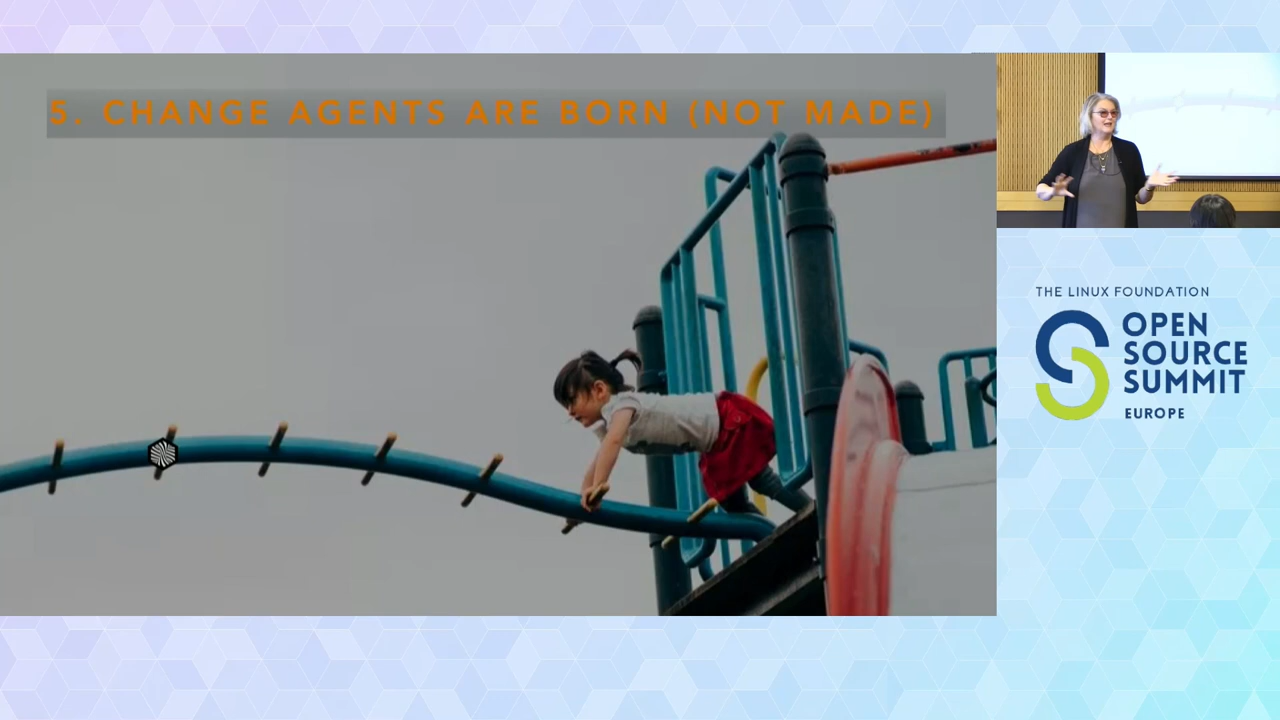 5. CHANGE AGENTS ARE BORN (NOT MADE)
THE LINUX FOUNDATION
OPEN
SOURCE
SUMMIT
EUROPE